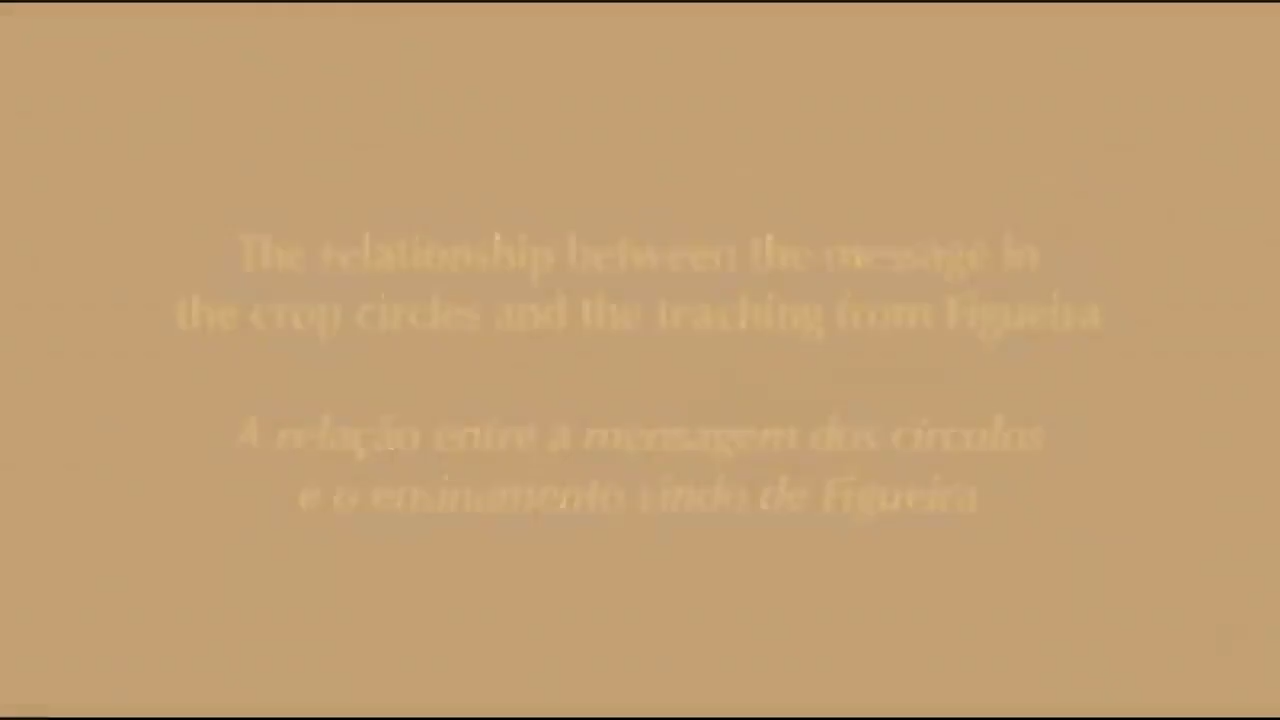 The relationship between the message in
the crop circles and the teaching from Figueira
A relação entre a mensagem dos círculos
e o ensinamento vindo de Figueira